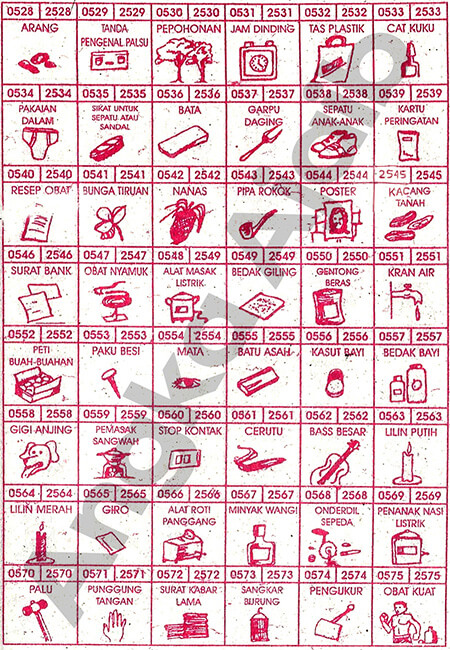 0528 2528 0529 2529 0530 2530 0531 2531 0532 2532 0533 2533
ARANG
TANDA
PENGENAL PALSU
PEPOHONAN
JAM DINDING
TAS PLASTIK
CAT KUKU
0534 2534 0535 2535 0536 2536 0537 2537 0538 2538 0539 2539
PAKAIAN
DALAM
SIKAT UNTUK
SEPATU ATAU
SANDAL
BATA
GARPU
DAGING
SEPATU
ANAK-ANAK
KARTU
PERINGATAN
0540 2540 0541 2541 0542 2542 0543 2543 0544 2544 2545 2545
RESEP OBAT
BUNGA TIRUAN
NANAS
PIPA ROKOK
POSTER
KACANG
TANAH
0546 2546 0547 2547 0548 2549 0549 2549 0550 2550 0551 2551
SURAT BANK
OBAT NYAMUK
ALAT MASAK
LISTRIK
BEDAK GILING
GENTONG
BERAS
KRAN AIR
0552 2552 0553 2553 0554 2554 0555 2555 0556 2556 0557 2557
PETI
BUAH-BUAHAN
PAKU BESI
MATA
BATU ASAH
KASUT BAYI
BEDAK BAYI
0558 2558 0559 2559 0560 2560 0561 2561 0562 2562 0563 2563
GIGI ANJING
PEMASAK
SANGWAH
STOP KONTAK
CERUTU
BASS BESAR
LILIN PUTIH
0564 2564 0565 2565 0566 2566 0567 2567 0568 2568 0569 2569
LILIN MERAH
GIRO
ALAT ROTI
PANGGANG
MINYAK WANGI
ONDERDIL
SEPEDA
PENANAK NASI
LISTRIK
0570 2570 0571 2571 0572 2572 0573 2573 0574 2574 0575 2575
PALU
PUNGGUNG
TANGAN
SURAT KABAR
LAMA
SANGKAR
BURUNG
PENGUKUR
OBAT KUAT